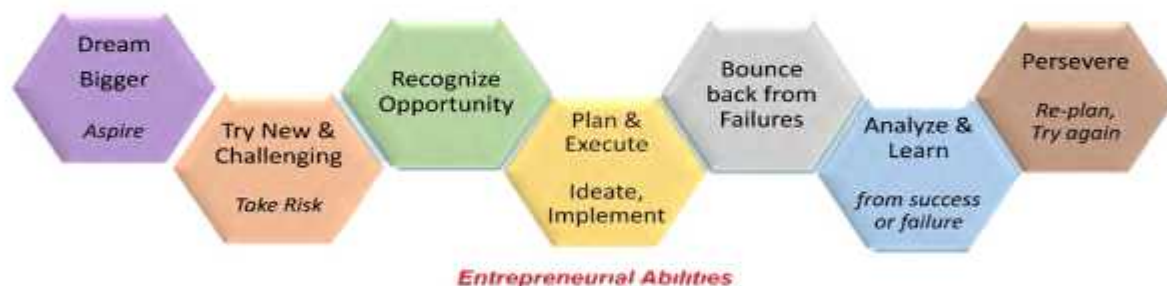 Dream
Bigger
Aspire
Try New &
Challenging
Take Risk
Recognize
Opportunity
Plan &
Execute
Ideate,
Implement
Bounce
back from
Failures
Analyze &
Learn
from success
or failure
Persevere
Re-plan,
Try again
Entrepreneurial Abilities